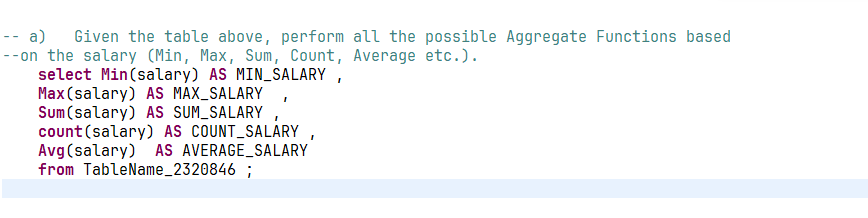 -- a)   Given the table above, perform all the possible Aggregate Functions based
--on the salary (Min, Max, Sum, Count, Average etc.).
    select Min(salary) AS MIN_SALARY ,
    Max(salary) AS MAX_SALARY  ,
    Sum(salary) AS SUM_SALARY ,
    count(salary) AS COUNT_SALARY ,
    Avg(salary)  AS AVERAGE_SALARY
    from TableName_2320846 ;